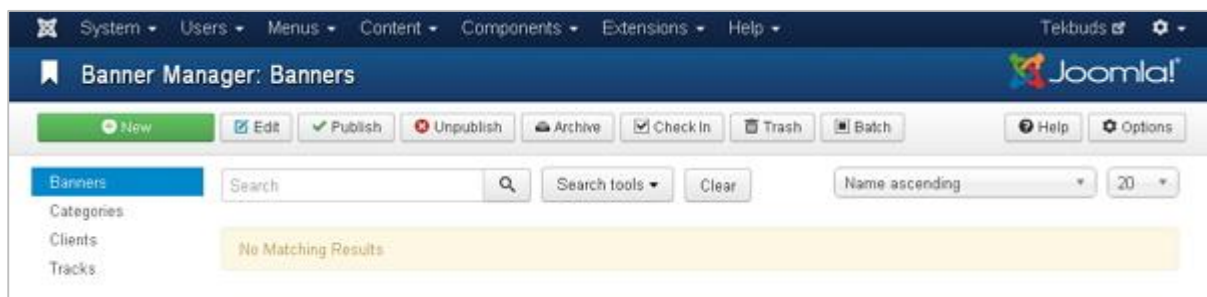 System Users Menus Content Components Extensions Help Tekbuds
Banner Manager: Banners Joomla!
New Edit Publish Unpublish Archive Check In Trash Batch Help Options
Banners Search Search tools Clear Name ascending 20
Categories
Clients No Matching Results
Tracks